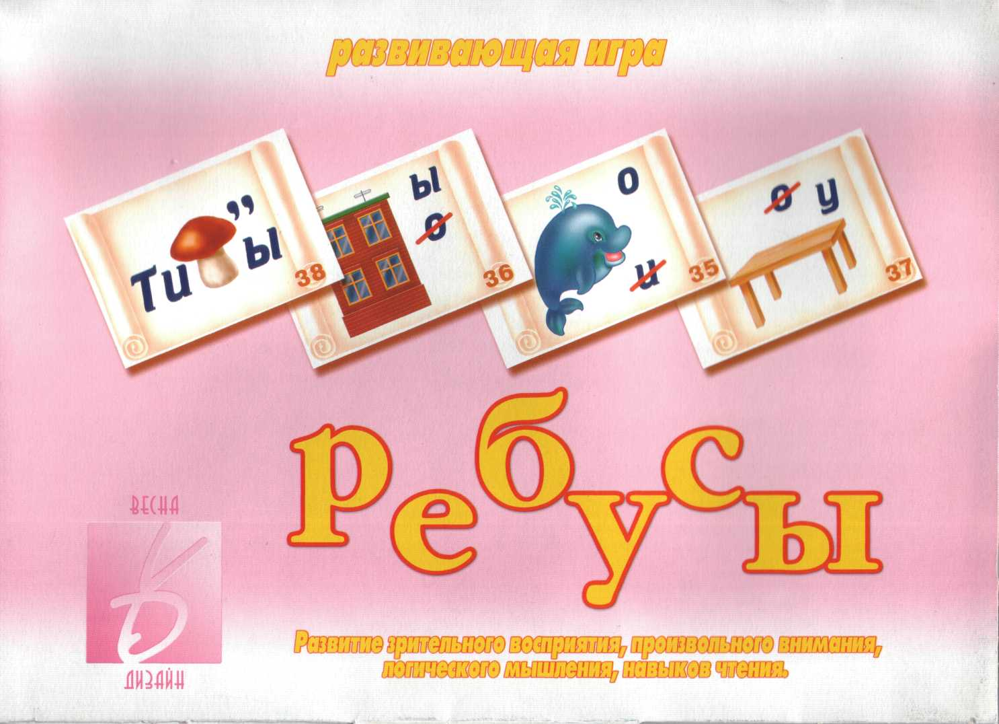 развивающая игра
Ти ,, ы
38
ы
о
36
о
и
35
о у
37
ребусы
ВЕСНА
ДИЗАЙН
Развитие зрительного восприятия, произвольного внимания,
логического мышления, навыков чтения.